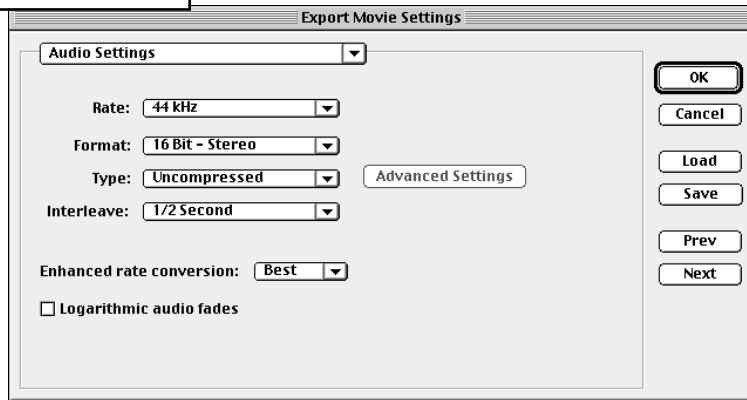 Export Movie Settings
Audio Settings
OK
Cancel
Load
Save
Prev
Next
Rate: 44 kHz
Format: 16 Bit - Stereo
Type: Uncompressed Advanced Settings
Interleave: 1/2 Second
Enhanced rate conversion: Best
Logarithmic audio fades